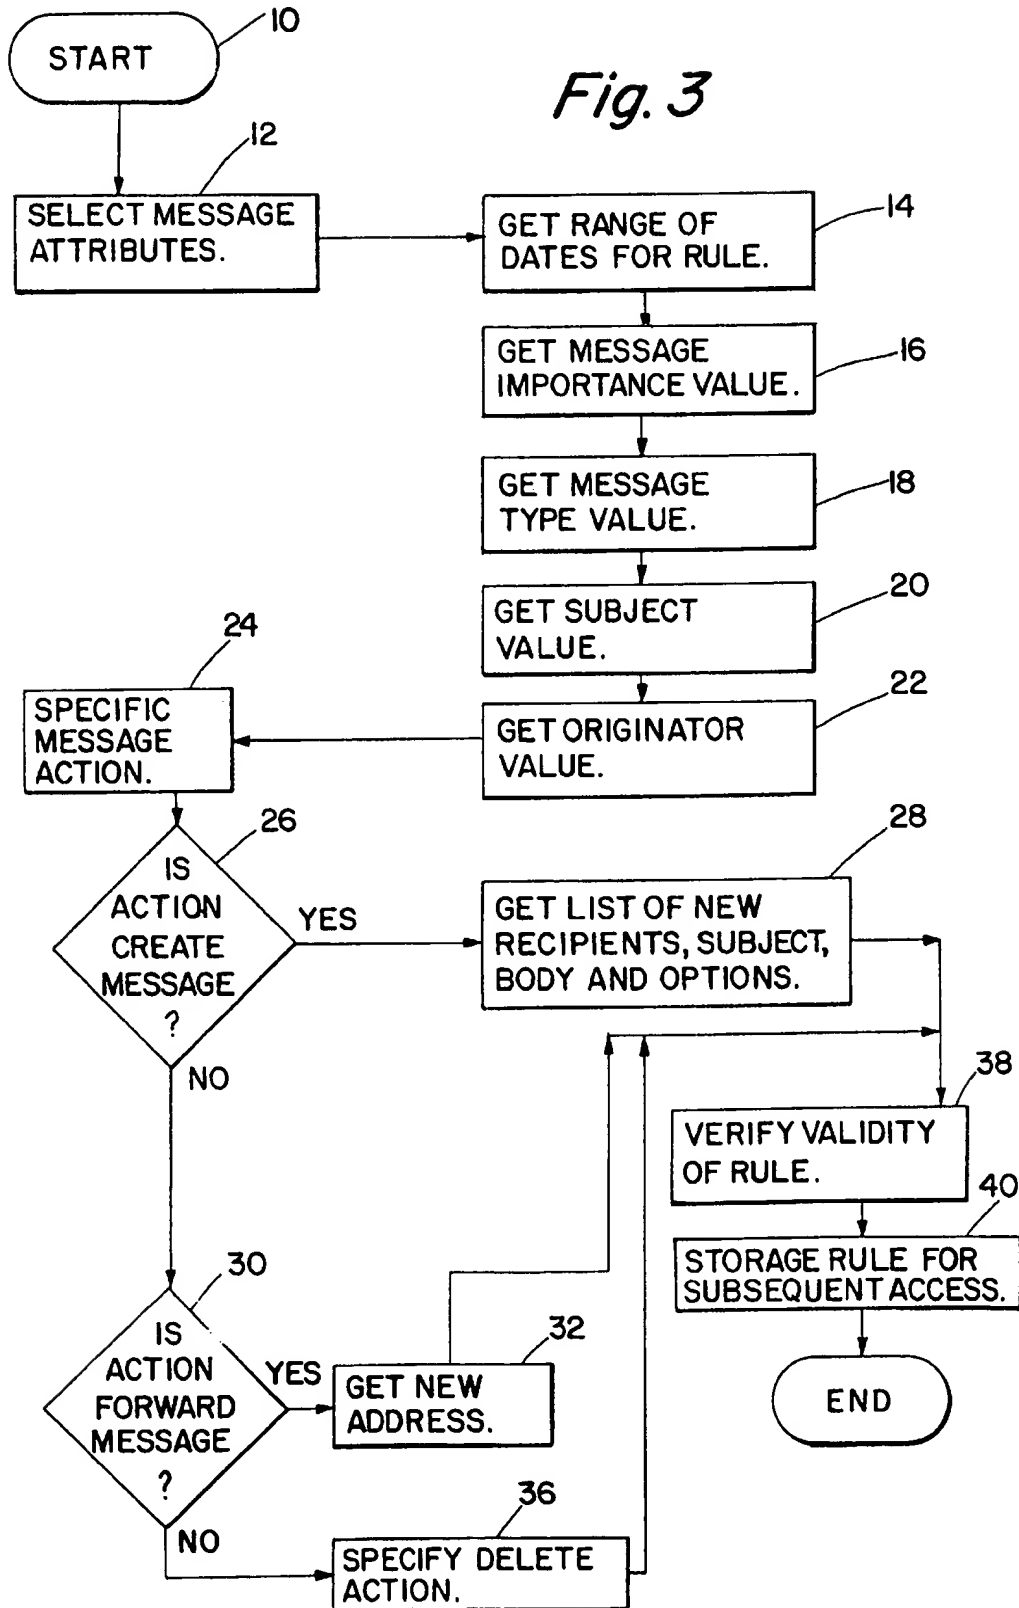 START
10
Fig. 3
12
SELECT MESSAGE
ATTRIBUTES.
14
GET RANGE OF
DATES FOR RULE.
16
GET MESSAGE
IMPORTANCE VALUE.
18
GET MESSAGE
TYPE VALUE.
20
GET SUBJECT
VALUE.
22
GET ORIGINATOR
VALUE.
24
SPECIFIC
MESSAGE
ACTION.
26
IS
ACTION
CREATE
MESSAGE
?
YES
NO
28
GET LIST OF NEW
RECIPIENTS, SUBJECT,
BODY AND OPTIONS.
30
IS
ACTION
FORWARD
MESSAGE
?
YES
NO
32
GET NEW
ADDRESS.
36
SPECIFY DELETE
ACTION.
38
VERIFY VALIDITY
OF RULE.
40
STORAGE RULE FOR
SUBSEQUENT ACCESS.
END